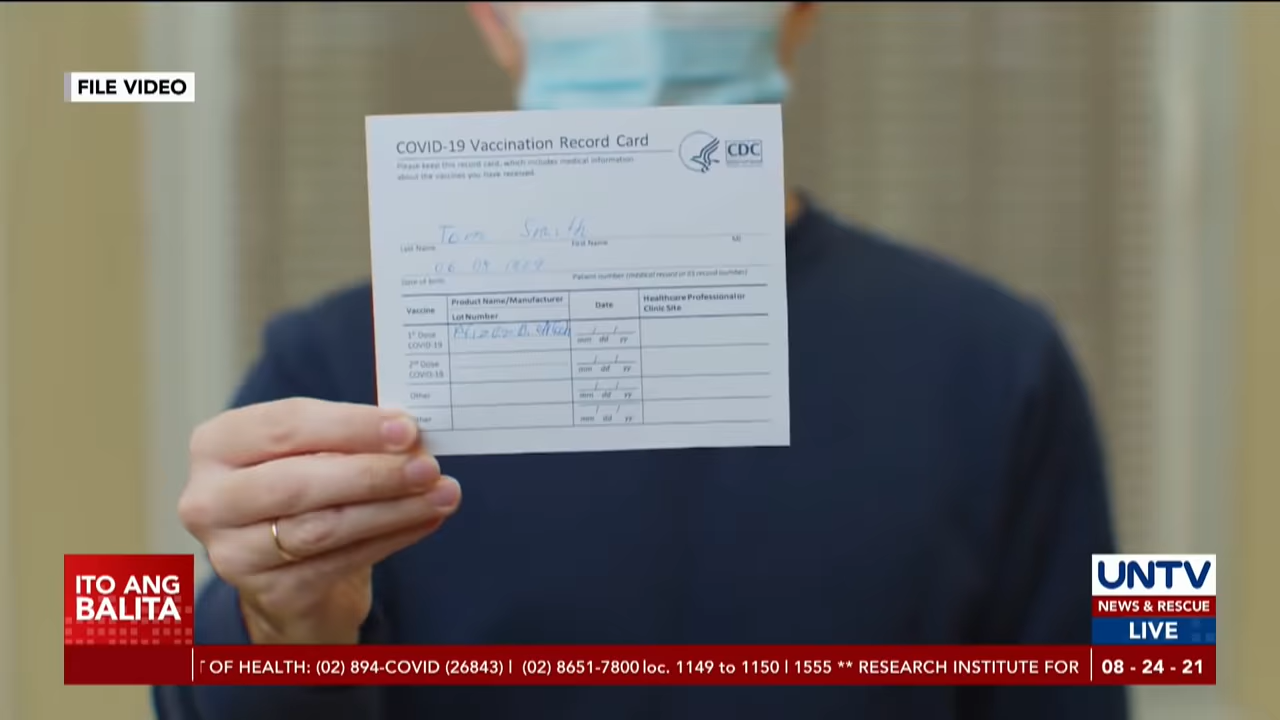 FILE VIDEO
COVID-19 Vaccination Record Card
Please keep this record card, which includes medical information
about the vaccines you have received.
CDC
Tom Smith
Last Name First Name MI
Date of birth Patient number (medical record or IIS record number)
Vaccine Product Name/Manufacturer Date Healthcare Professional or
Lot Number Clinic Site
1st Dose
COVID-19
mm dd yy
2nd Dose
COVID-19
mm dd yy
Other
mm dd yy
Other
mm dd yy
ITO ANG
BALITA
UNTV
NEWS & RESCUE
LIVE
T OF HEALTH: (02) 894-COVID (26843) | (02) 8651-7800 loc. 1149 to 1150 | 1555 ** RESEARCH INSTITUTE FOR
08 - 24 - 21